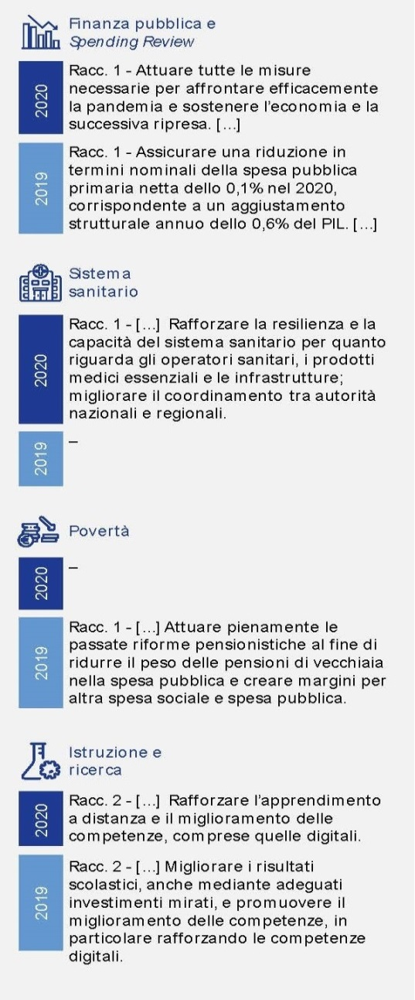 Finanza pubblica e
Spending Review
2020
Racc. 1 - Attuare tutte le misure
necessarie per affrontare efficacemente
la pandemia e sostenere l'economia e la
successiva ripresa. […]
2019
Racc. 1 - Assicurare una riduzione in
termini nominali della spesa pubblica
primaria netta dello 0,1% nel 2020,
corrispondente a un aggiustamento
strutturale annuo dello 0,6% del PIL. […]
Sistema
sanitario
2020
Racc. 1 - […] Rafforzare la resilienza e la
capacità del sistema sanitario per quanto
riguarda gli operatori sanitari, i prodotti
medici essenziali e le infrastrutture;
migliorare il coordinamento tra autorità
nazionali e regionali.
2019
–
Povertà
2020
–
2019
Racc. 1 - […] Attuare pienamente le
passate riforme pensionistiche al fine di
ridurre il peso delle pensioni di vecchiaia
nella spesa pubblica e creare margini per
altra spesa sociale e spesa pubblica.
Istruzione e
ricerca
2020
Racc. 2 - […] Rafforzare l'apprendimento
a distanza e il miglioramento delle
competenze, comprese quelle digitali.
2019
Racc. 2 - […] Migliorare i risultati
scolastici, anche mediante adeguati
investimenti mirati, e promuovere il
miglioramento delle competenze, in
particolare rafforzando le competenze
digitali.